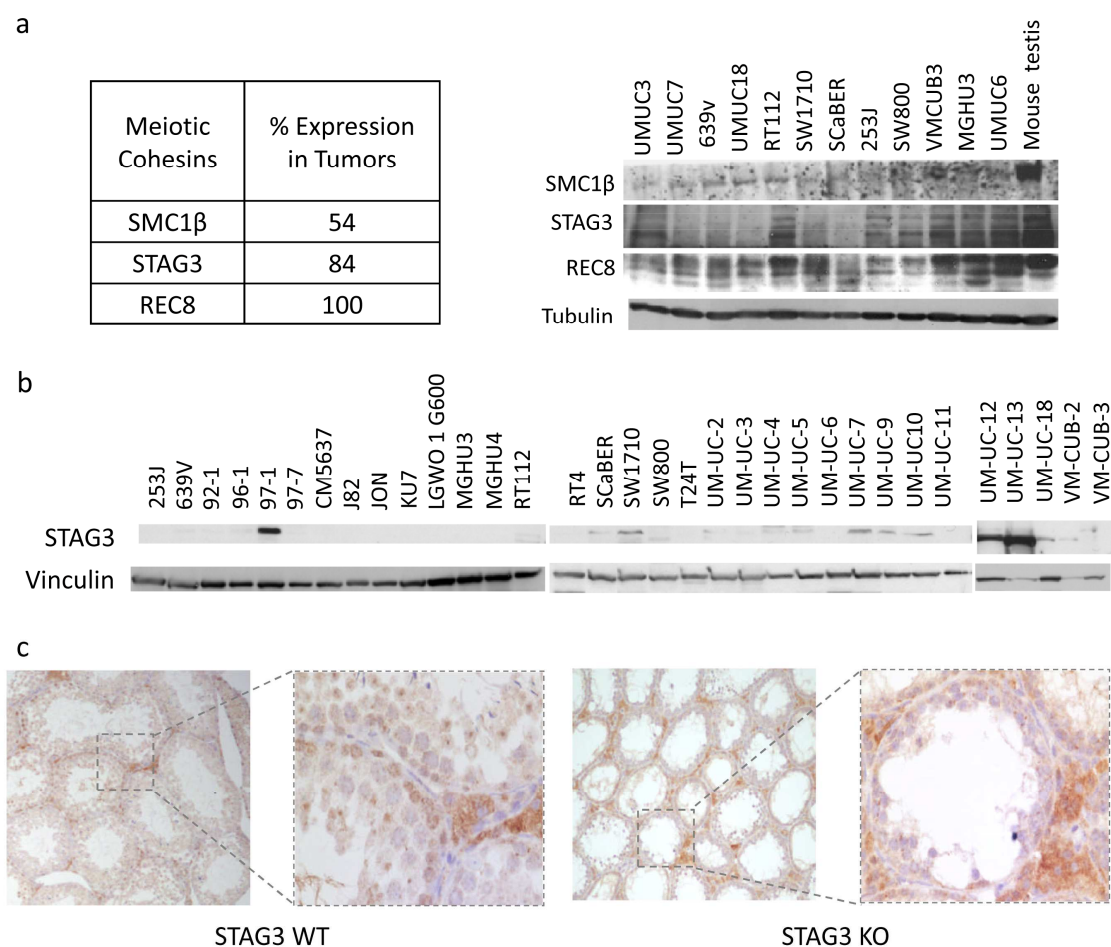 a
Meiotic
Cohesins
% Expression
in Tumors
SMC1β
54
STAG3
84
REC8
100
UMUC3
UMUC7
639v
UMUC18
RT112
SW1710
SCaBER
253J
SW800
VMCUB3
MGHU3
UMUC6
Mouse testis
SMC1β
STAG3
REC8
Tubulin
b
253J
639V
92-1
96-1
97-1
97-7
CM5637
J82
JON
KU7
LGWO 1 G600
MGHU3
MGHU4
RT112
RT4
SCaBER
SW1710
SW800
T24T
UM-UC-2
UM-UC-3
UM-UC-4
UM-UC-5
UM-UC-6
UM-UC-7
UM-UC-9
UM-UC10
UM-UC-11
UM-UC-12
UM-UC-13
UM-UC-18
VM-CUB-2
VM-CUB-3
STAG3
Vinculin
c
STAG3 WT
STAG3 KO